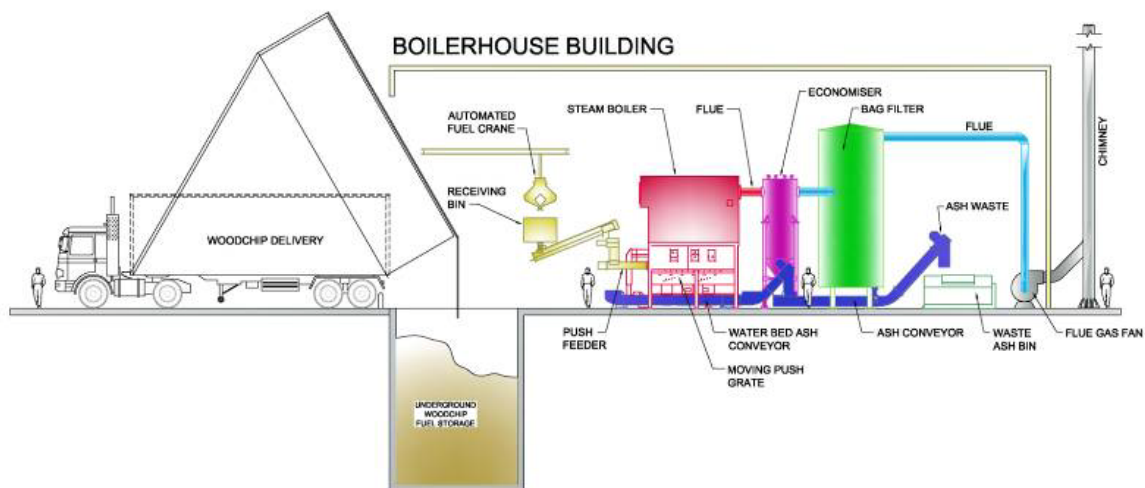 BOILERHOUSE BUILDING
ECONOMISER
STEAM BOILER
FLUE
BAG FILTER
AUTOMATED
FUEL CRANE
FLUE
CHIMNEY
RECEIVING
BIN
ASH WASTE
WOODCHIP DELIVERY
PUSH
FEEDER
WATER BED ASH
CONVEYOR
ASH CONVEYOR
WASTE
ASH BIN
FLUE GAS FAN
MOVING PUSH
GRATE
UNDERGROUND
WOODCHIP
FUEL STORAGE